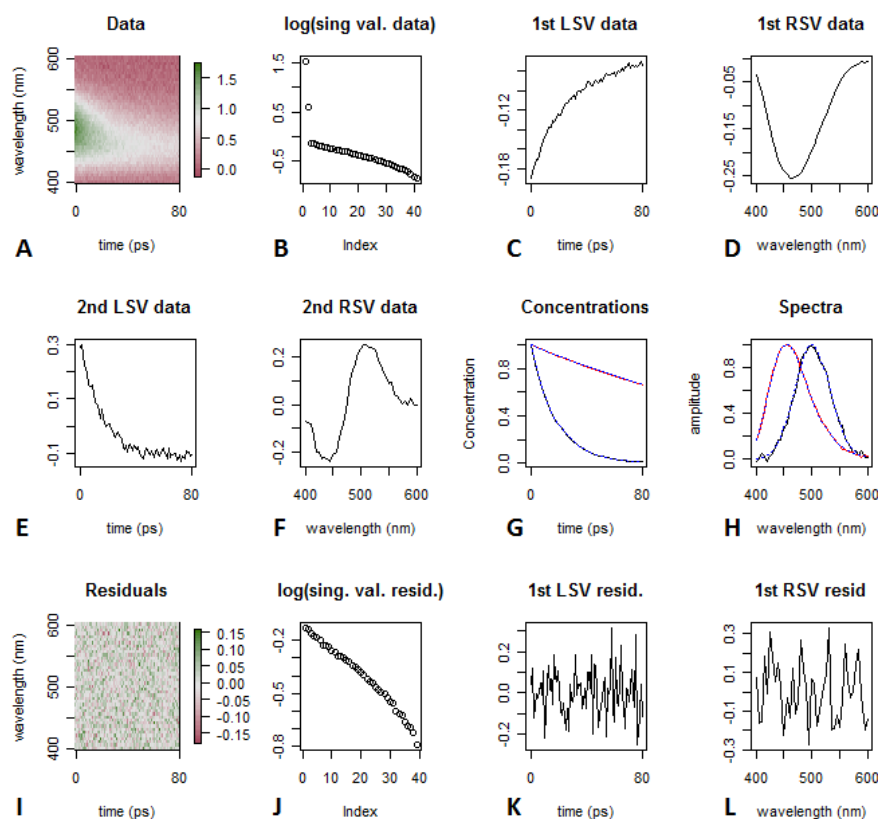 Data
wavelength (nm)
600
500
400
0
80
time (ps)
1.5
1.0
0.5
0.0
A
log(sing val. data)
1.5
0.5
-0.5
0 10 20 30 40
Index
B
1st LSV data
-0.12
-0.18
0
80
time (ps)
C
1st RSV data
-0.05
-0.15
-0.25
400 500 600
wavelength (nm)
D
2nd LSV data
0.3
0.1
-0.1
0
80
time (ps)
E
2nd RSV data
0.2
0.0
-0.2
400 500 600
wavelength (nm)
F
Concentrations
Concentration
0.8
0.4
0.0
0
80
time (ps)
G
Spectra
amplitude
0.8
0.4
0.0
400 500 600
wavelength (nm)
H
Residuals
wavelength (nm)
600
500
400
0
80
time (ps)
0.15
0.10
0.05
0.00
-0.05
-0.10
-0.15
I
log(sing. val. resid.)
-0.2
-0.5
-0.8
0 10 20 30 40
Index
J
1st LSV resid.
0.2
0.0
-0.2
0
80
time (ps)
K
1st RSV resid
0.3
0.1
-0.1
-0.3
400 500 600
wavelength (nm)
L